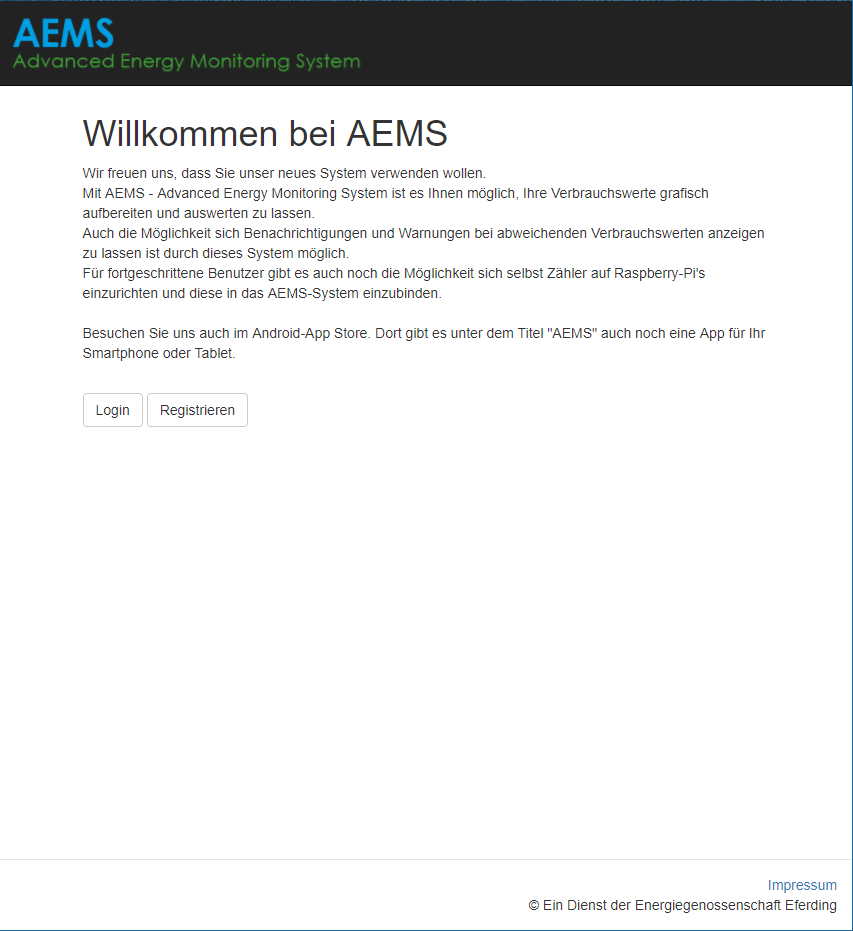 AEMS
Advanced Energy Monitoring System
Willkommen bei AEMS
Wir freuen uns, dass Sie unser neues System verwenden wollen.
Mit AEMS - Advanced Energy Monitoring System ist es Ihnen möglich, Ihre Verbrauchswerte grafisch
aufbereiten und auswerten zu lassen.
Auch die Möglichkeit sich Benachrichtigungen und Warnungen bei abweichenden Verbrauchswerten anzeigen
zu lassen ist durch dieses System möglich.
Für fortgeschrittene Benutzer gibt es auch noch die Möglichkeit sich selbst Zähler auf Raspberry-Pi's
einzurichten und diese in das AEMS-System einzubinden.
Besuchen Sie uns auch im Android-App Store. Dort gibt es unter dem Titel "AEMS" auch noch eine App für Ihr
Smartphone oder Tablet.
Login Registrieren
Impressum
© Ein Dienst der Energiegenossenschaft Eferding